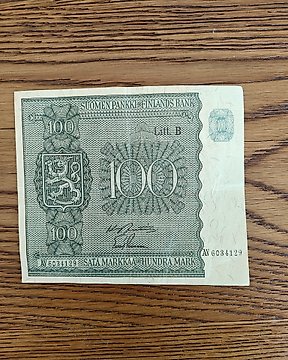 SUOMEN PANKKI-FINLANDS BANK
100
Litt. B
100
100
AV 6034129
AV 6034129
SATA MARKKAA-HUNDRA MARK